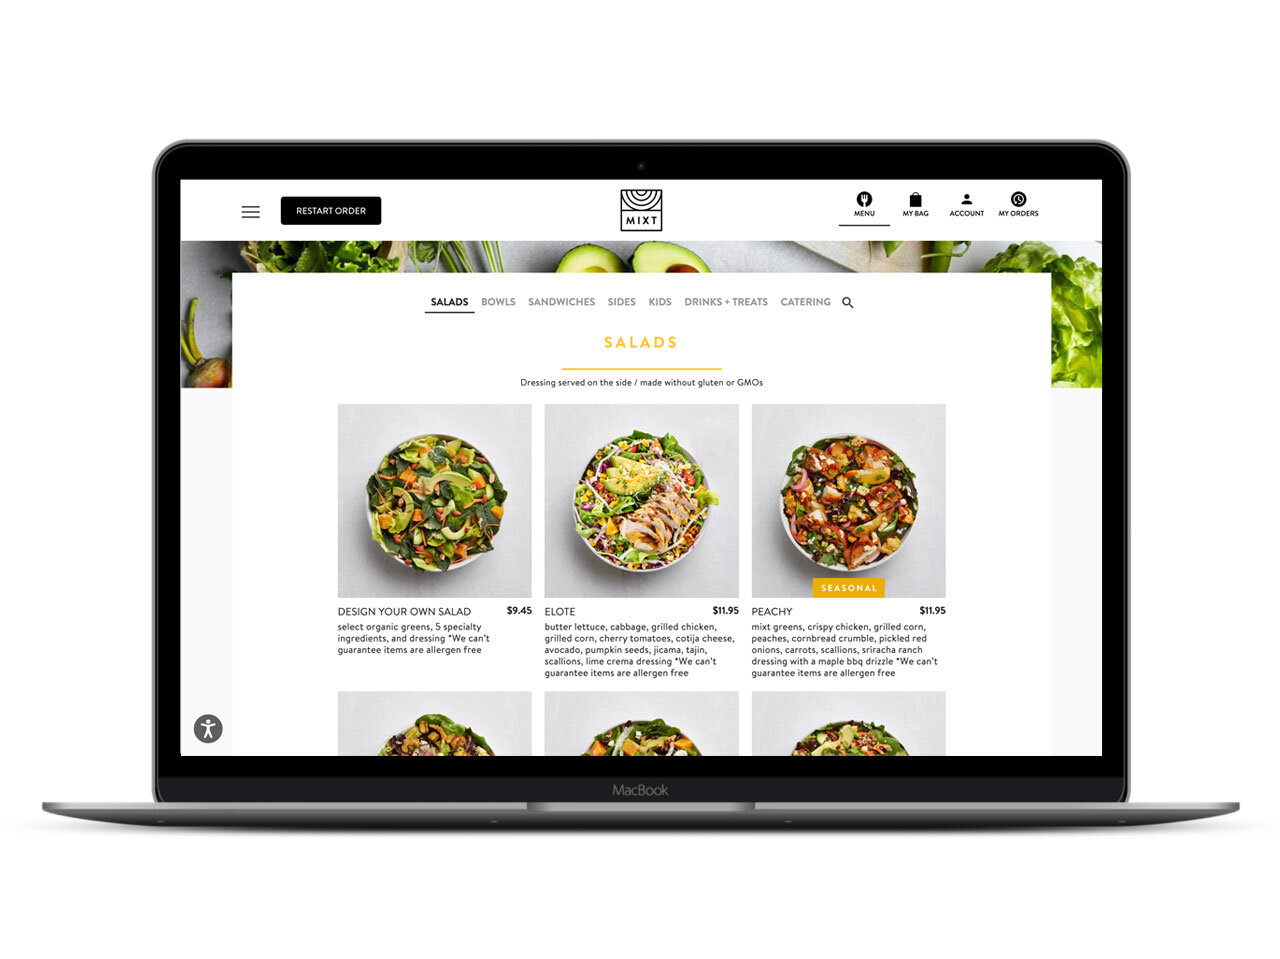 RESTART ORDER
MIXT
MENU
MY BAG
ACCOUNT
MY ORDERS
SALADS BOWLS SANDWICHES SIDES KIDS DRINKS + TREATS CATERING
SALADS
Dressing served on the side / made without gluten or GMOs
DESIGN YOUR OWN SALAD $9.45
select organic greens, 5 specialty
ingredients, and dressing *We can't
guarantee items are allergen free
ELOTE $11.95
butter lettuce, cabbage, grilled chicken,
grilled corn, cherry tomatoes, cotija cheese,
avocado, pumpkin seeds, jicama, tajin,
scallions, lime crema dressing *We can't
guarantee items are allergen free
SEASONAL
PEACHY $11.95
mixt greens, crispy chicken, grilled corn,
peaches, cornbread crumble, pickled red
onions, carrots, scallions, sriracha ranch
dressing with a maple bbq drizzle *We can't
guarantee items are allergen free
MacBook